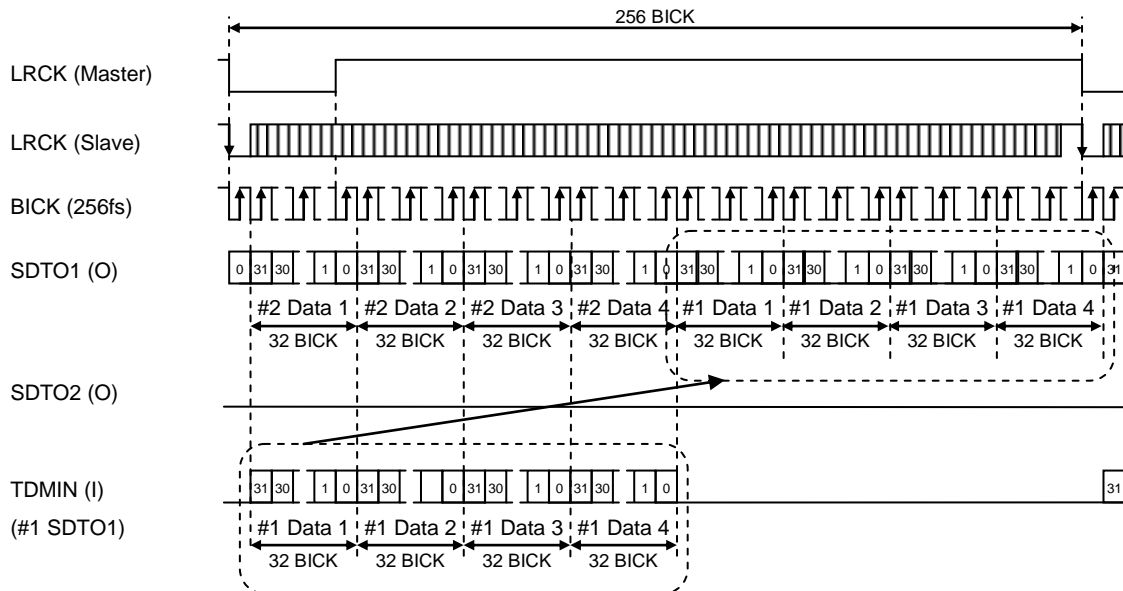 256 BICK
LRCK (Master)
LRCK (Slave)
BICK (256fs)
SDTO1 (O)
0 31 30 1 0 31 30 1 0 31 30 1 0 31 30 1 0 31 30 1 0 31 30 1 0 31 30 1 0 31 30 1 0 31
#2 Data 1 #2 Data 2 #2 Data 3 #2 Data 4 #1 Data 1 #1 Data 2 #1 Data 3 #1 Data 4
32 BICK 32 BICK 32 BICK 32 BICK 32 BICK 32 BICK 32 BICK 32 BICK
SDTO2 (O)
TDMIN (I)
31 30 1 0 31 30 0 31 30 1 0 31 30 1 0 31
(#1 SDTO1)
#1 Data 1 #1 Data 2 #1 Data 3 #1 Data 4
32 BICK 32 BICK 32 BICK 32 BICK